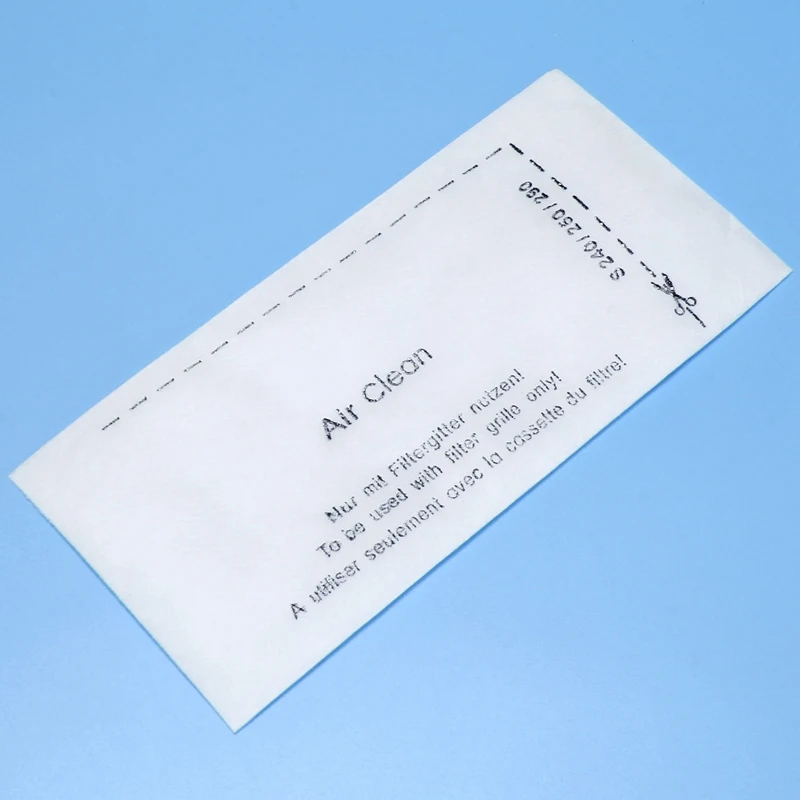 S 240 / 250 / 290
Air Clean
Nur mit Filtergitter nutzen!
To be used with filter grille only!
A utiliser seulement avec la cassette du filtre!